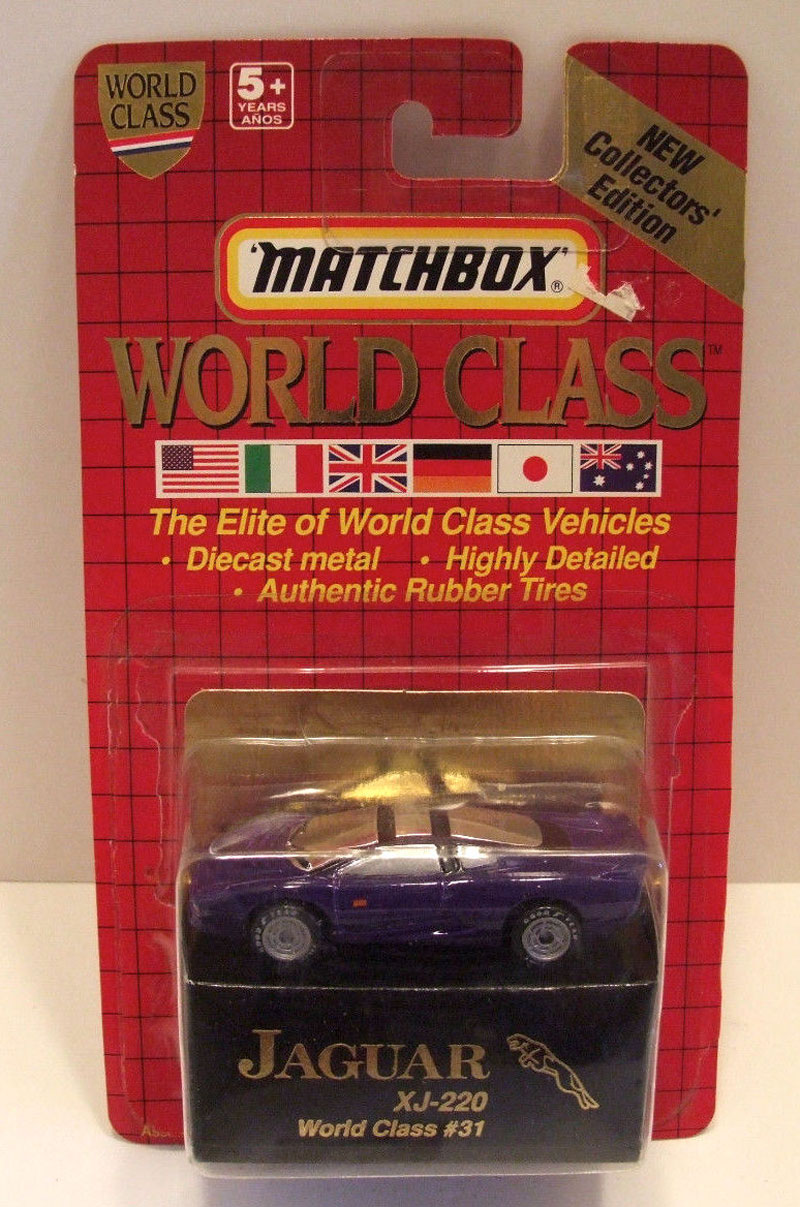 WORLD
CLASS
5+
YEARS
AÑOS
NEW
Collectors'
Edition
'MATCHBOX'®
WORLD CLASS™
The Elite of World Class Vehicles
• Diecast metal • Highly Detailed
• Authentic Rubber Tires
JAGUAR
XJ-220
World Class #31